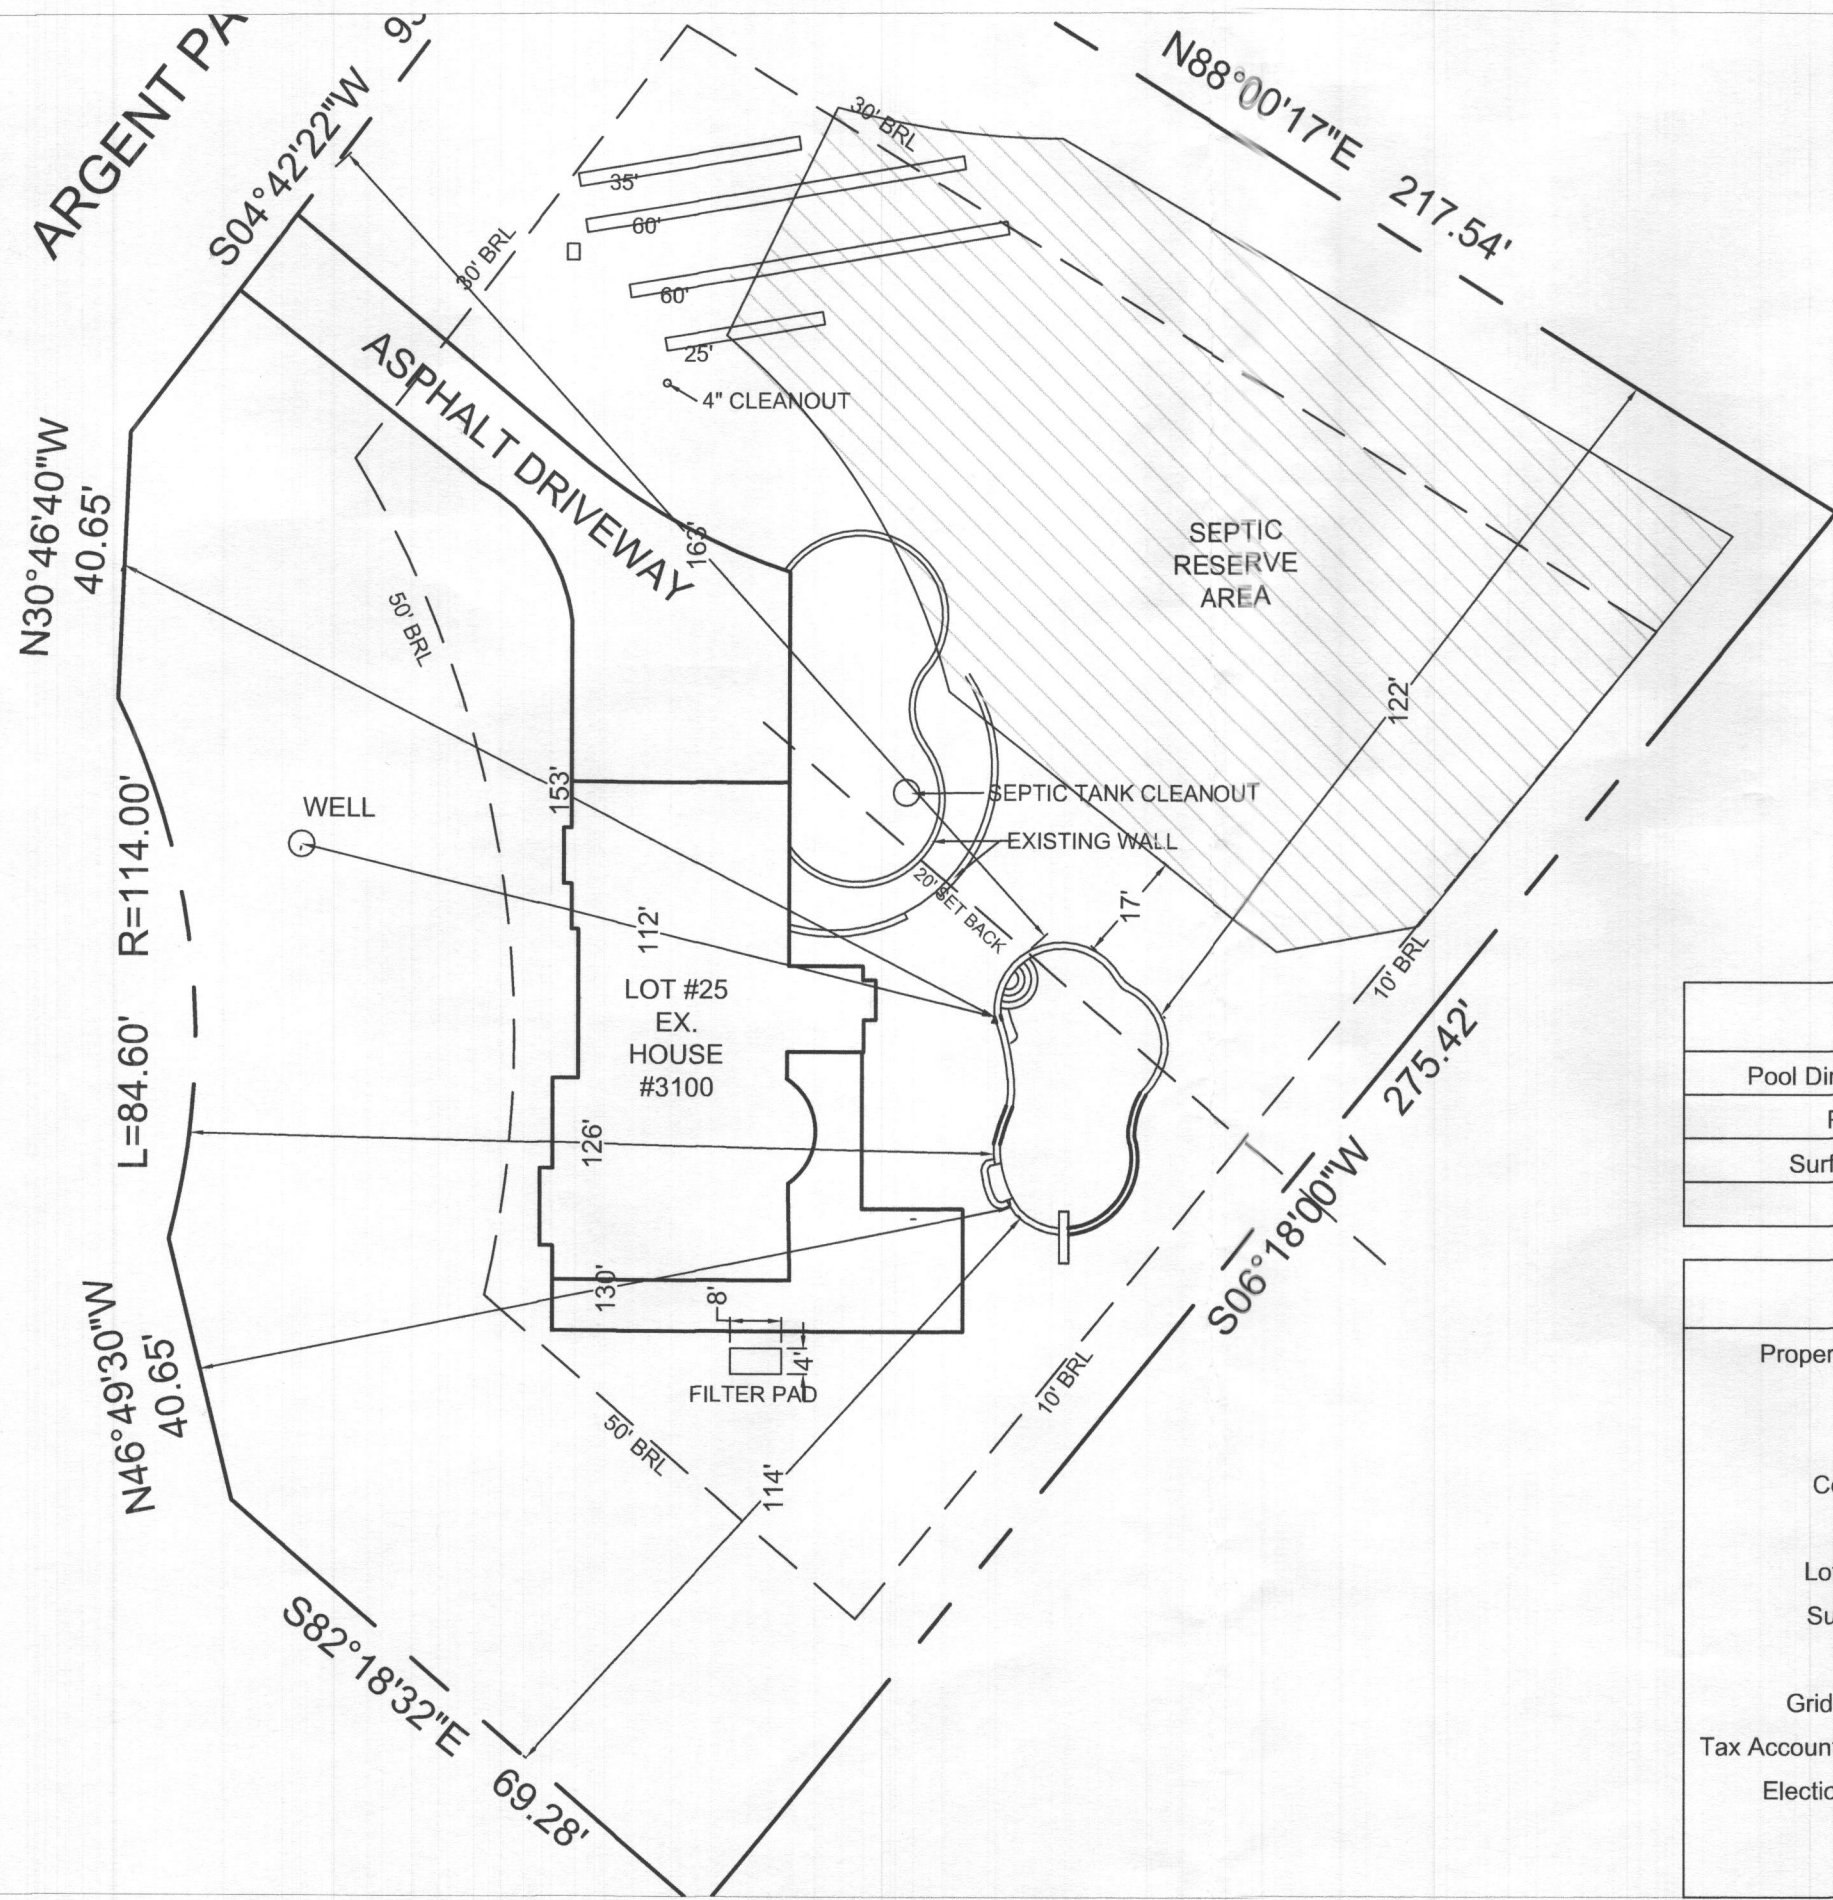 ARGENT PA
S04°42'22"W
N88°00'17"E 217.54'
30' BRL
35'
60'
30' BRL
60'
25'
4" CLEANOUT
ASPHALT DRIVEWAY
N30°46'40"W
40.65'
163'
SEPTIC
RESERVE
AREA
50' BRL
122'
153'
WELL
SEPTIC TANK CLEANOUT
EXISTING WALL
20' SET BACK
17'
L=84.60' R=114.00'
112'
LOT #25
EX.
HOUSE
#3100
10' BRL
126'
S06°18'00"W 275.42'
130'
8'
4'
FILTER PAD
N46°49'30"W
40.65'
50' BRL
10' BRL
114'
S82°18'32"E 69.28'
Pool Di
Sur
Proper
Lo
Su
Grid
Tax Accoun
Electio